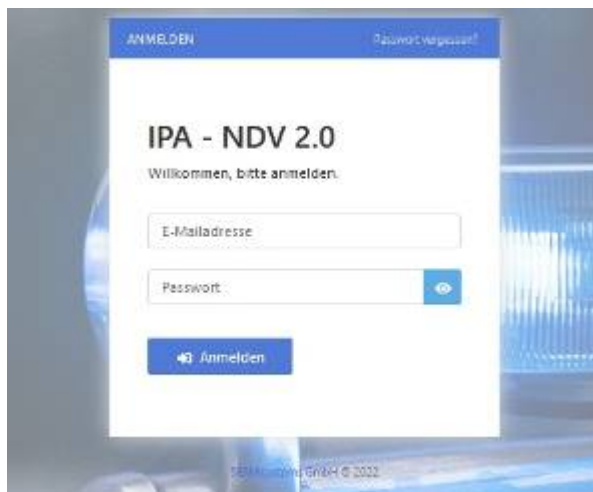 ANMELDEN
Passwort vergessen?
IPA - NDV 2.0
Willkommen, bitte anmelden.
E-Mailadresse
Passwort
Anmelden
GmbH © 2022